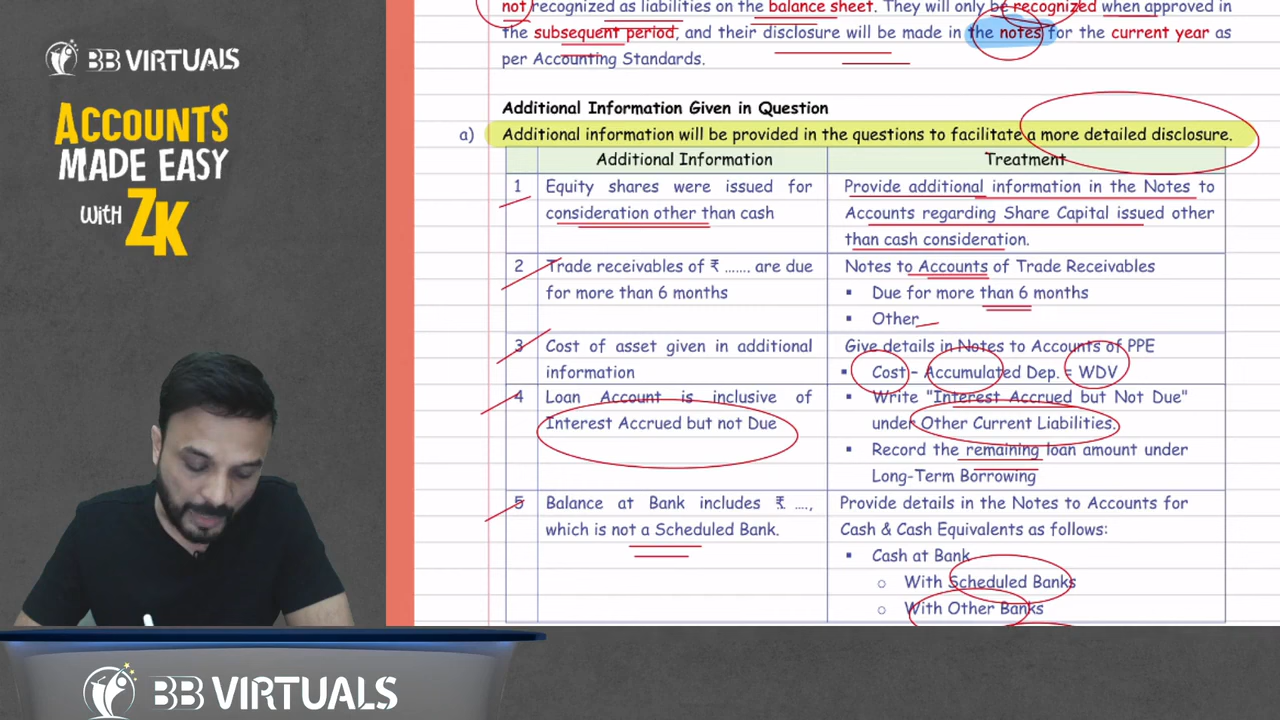 BB VIRTUALS
ACCOUNTS
MADE EASY
with ZK
not recognized as liabilities on the balance sheet. They will only be recognized when approved in
the subsequent period, and their disclosure will be made in the notes for the current year as
per Accounting Standards.
Additional Information Given in Question
a) Additional information will be provided in the questions to facilitate a more detailed disclosure.
Additional Information Treatment
1 Equity shares were issued for Provide additional information in the Notes to
consideration other than cash Accounts regarding Share Capital issued other
than cash consideration.
2 Trade receivables of ₹ ……. are due Notes to Accounts of Trade Receivables
for more than 6 months ▪ Due for more than 6 months
▪ Other
3 Cost of asset given in additional Give details in Notes to Accounts of PPE
information ▪ Cost – Accumulated Dep. = WDV
4 Loan Account is inclusive of ▪ Write "Interest Accrued but Not Due"
Interest Accrued but not Due under Other Current Liabilities.
▪ Record the remaining loan amount under
Long-Term Borrowing
5 Balance at Bank includes ₹ …., Provide details in the Notes to Accounts for
which is not a Scheduled Bank. Cash & Cash Equivalents as follows:
▪ Cash at Bank
○ With Scheduled Banks
○ With Other Banks
BB VIRTUALS